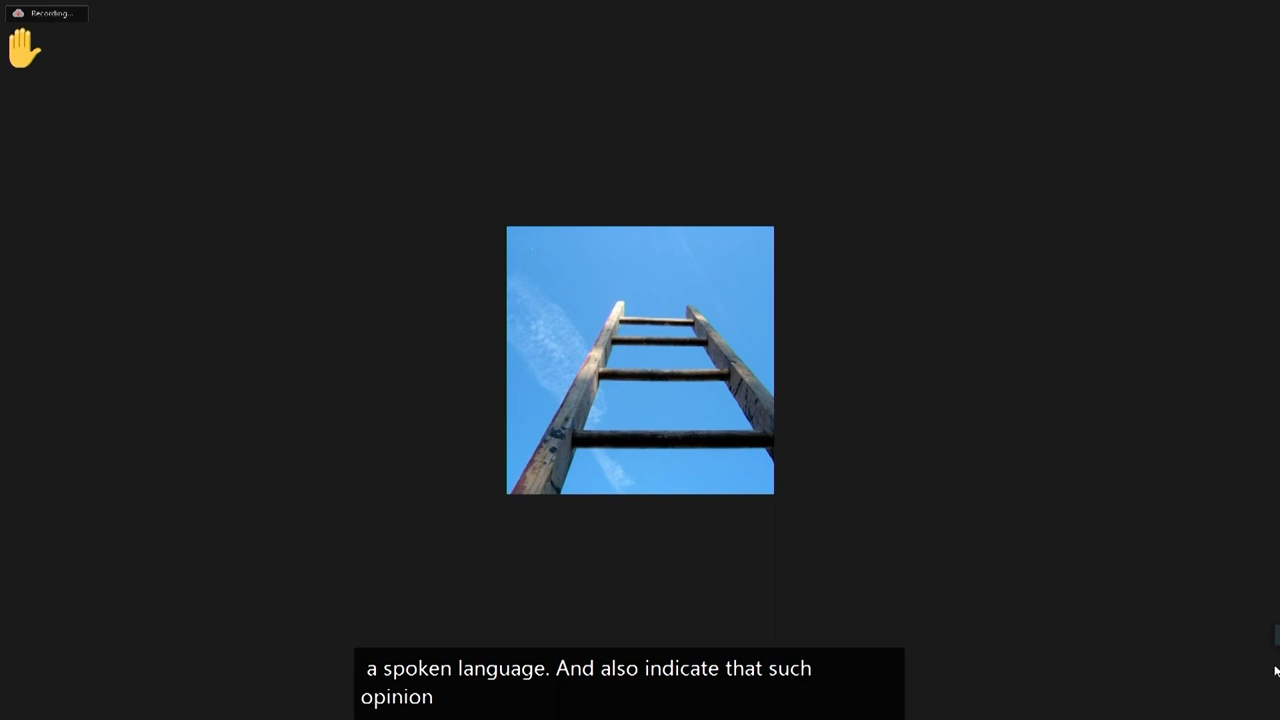 Recording...
a spoken language. And also indicate that such
opinion